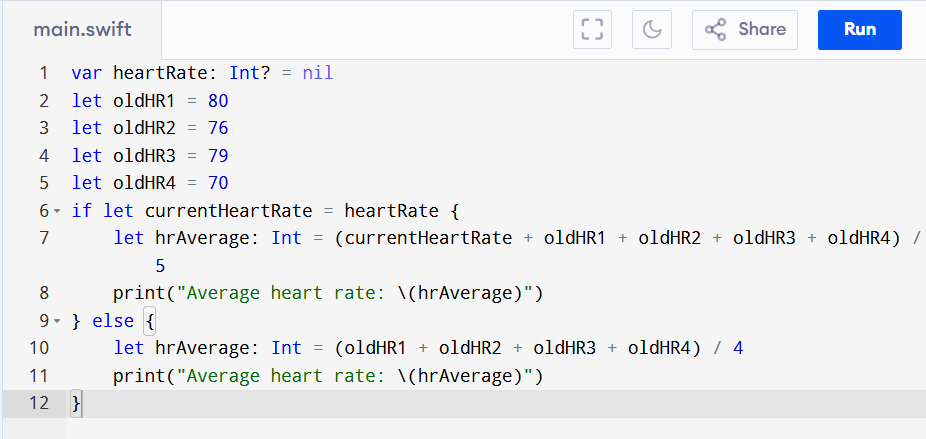 main.swift
Share
Run
1 var heartRate: Int? = nil
2 let oldHR1 = 80
3 let oldHR2 = 76
4 let oldHR3 = 79
5 let oldHR4 = 70
6 if let currentHeartRate = heartRate {
7     let hrAverage: Int = (currentHeartRate + oldHR1 + oldHR2 + oldHR3 + oldHR4) /
        5
8     print("Average heart rate: \(hrAverage)")
9 } else {
10     let hrAverage: Int = (oldHR1 + oldHR2 + oldHR3 + oldHR4) / 4
11     print("Average heart rate: \(hrAverage)")
12 }